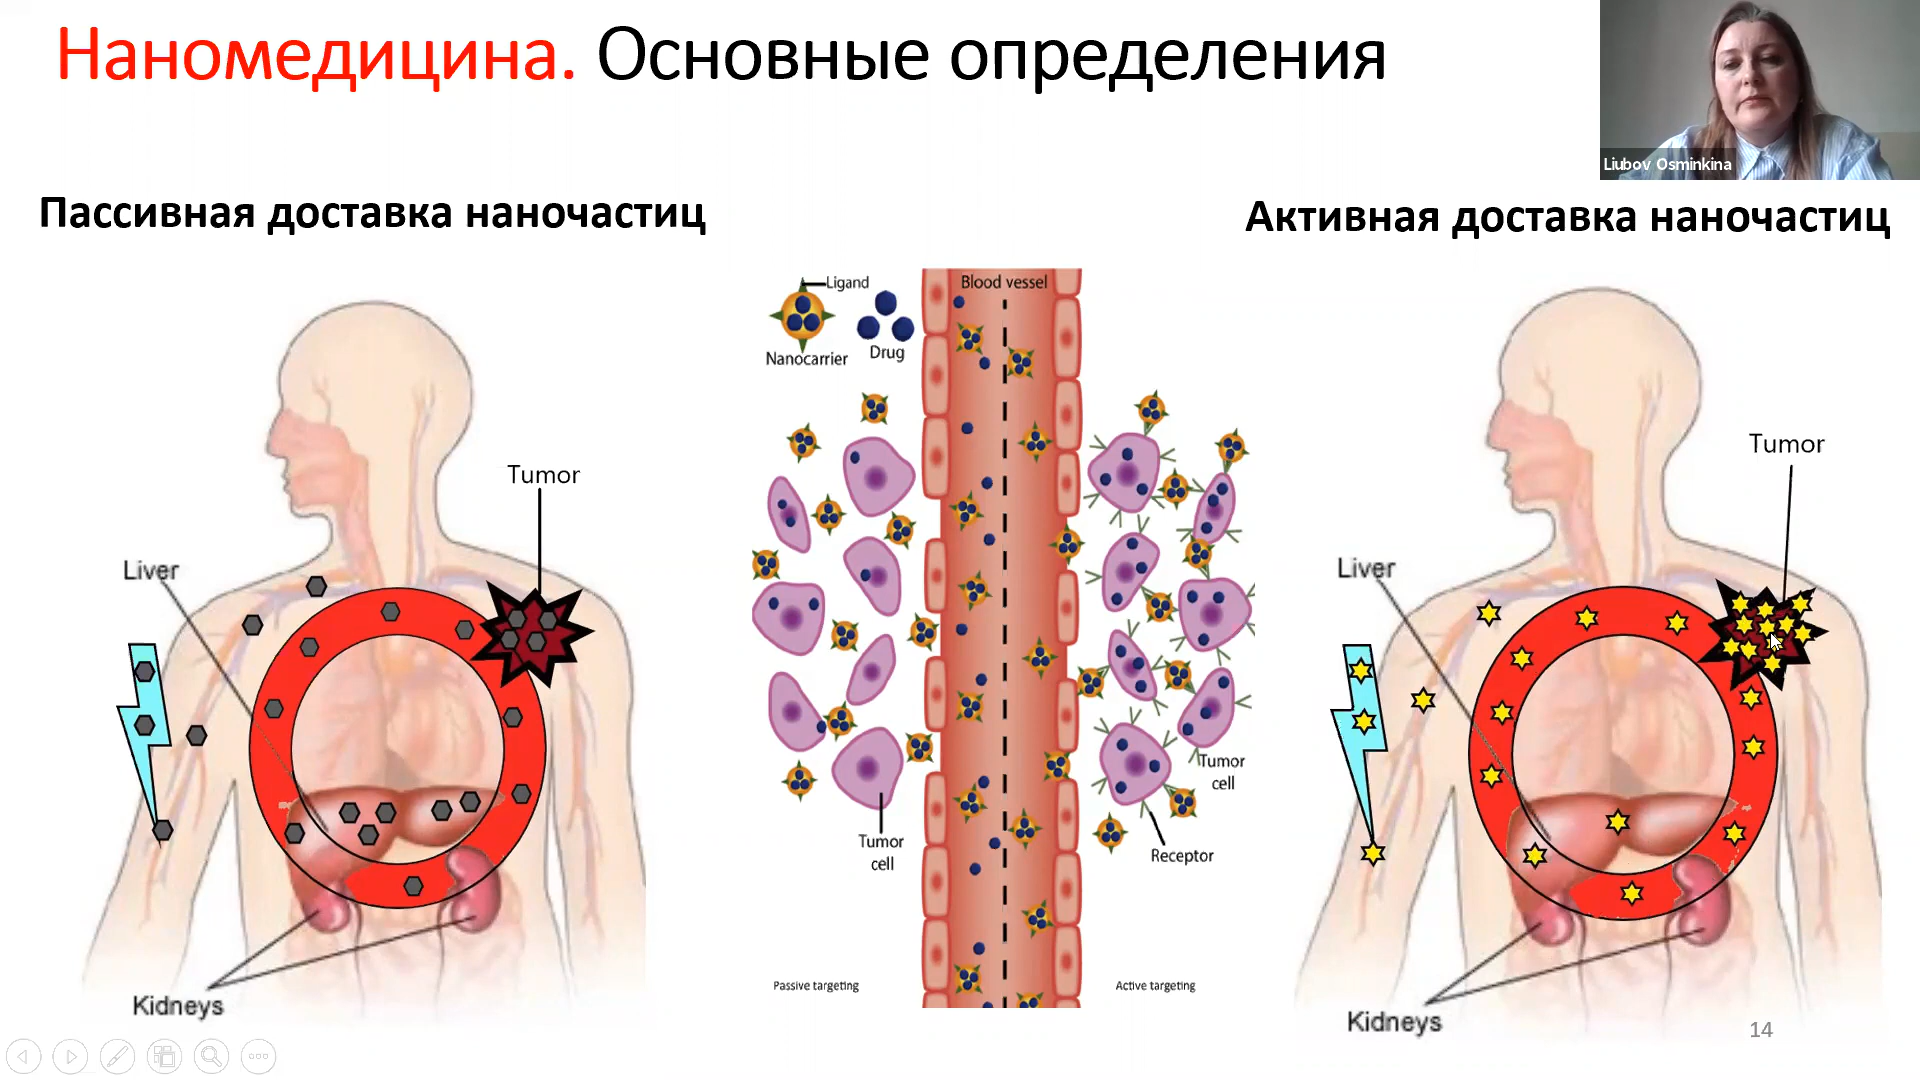 Наномедицина. Основные определения
Liubov Osminkina
Пассивная доставка наночастиц
Активная доставка наночастиц
Tumor
Liver
Kidneys
Ligand
Nanocarrier
Drug
Blood vessel
Tumor
cell
Passive targeting
Tumor
cell
Receptor
Active targeting
Tumor
Liver
Kidneys
14